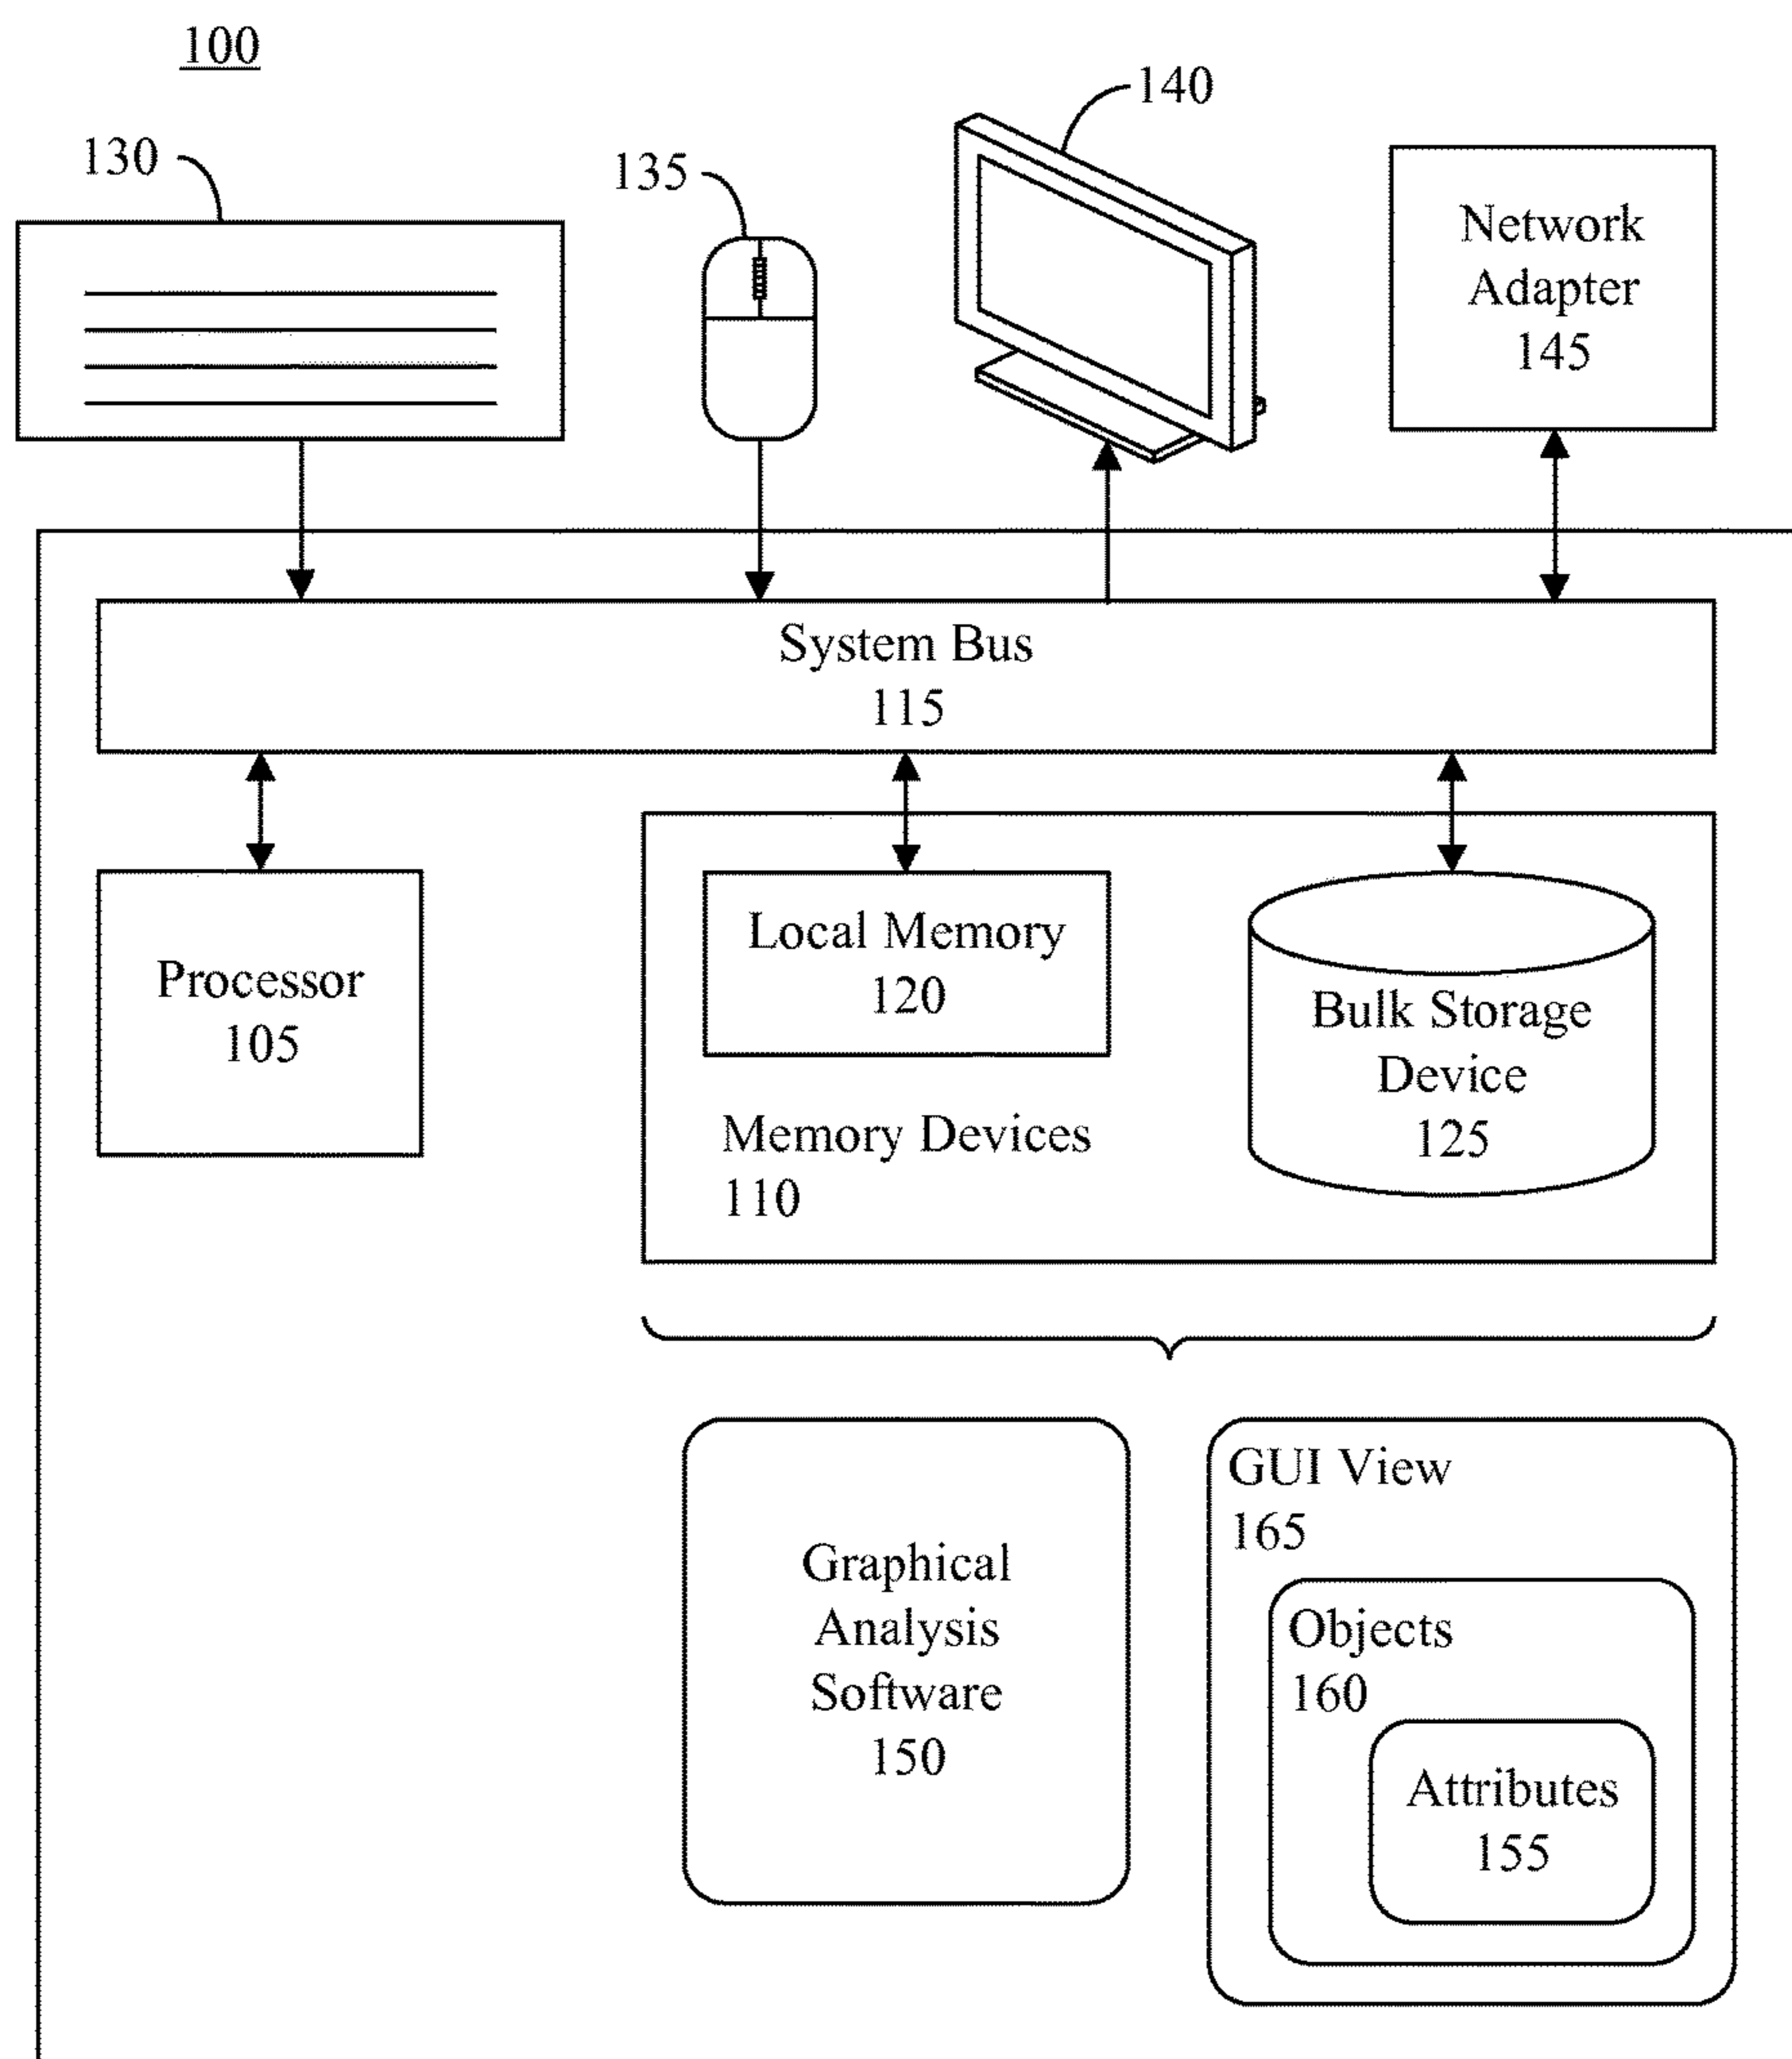 100
130
135
140
Network
Adapter
145
System Bus
115
Processor
105
Local Memory
120
Memory Devices
110
Bulk Storage
Device
125
Graphical
Analysis
Software
150
GUI View
165
Objects
160
Attributes
155